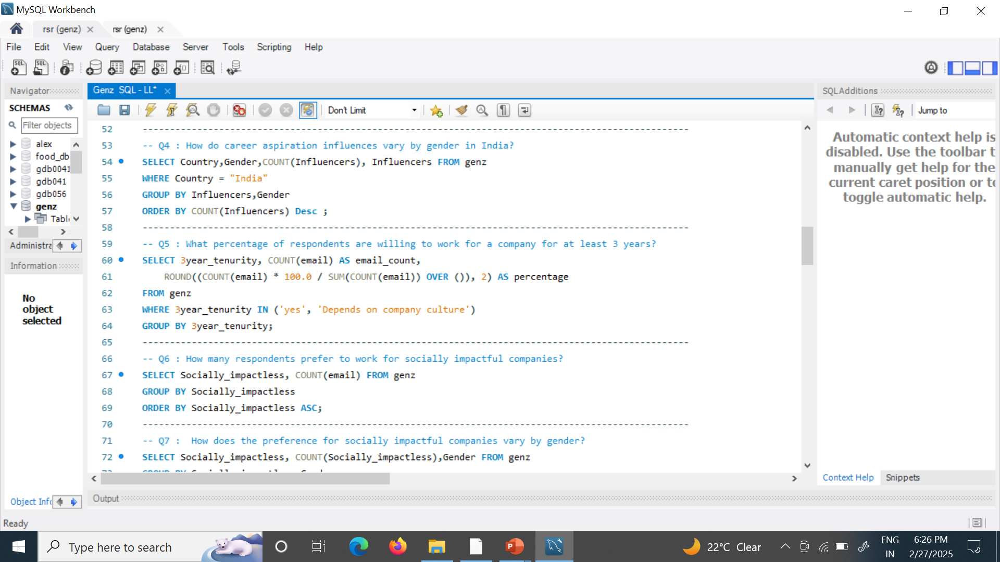 MySQL Workbench
rsr (genz)
rsr (genz)
File Edit View Query Database Server Tools Scripting Help
Navigator
SCHEMAS
Filter objects
alex
food_db
gdb0041
gdb041
gdb056
genz
Tabl
Administra
Information
No
object
selected
Object Info
Genz SQL - LL*
Don't Limit
52 ----------------------------------------------------------------------------------------------------
53 -- Q4 : How do career aspiration influences vary by gender in India?
54 SELECT Country,Gender,COUNT(Influencers), Influencers FROM genz
55 WHERE Country = "India"
56 GROUP BY Influencers,Gender
57 ORDER BY COUNT(Influencers) Desc ;
58 ----------------------------------------------------------------------------------------------------
59 -- Q5 : What percentage of respondents are willing to work for a company for at least 3 years?
60 SELECT 3year_tenurity, COUNT(email) AS email_count,
61 ROUND((COUNT(email) * 100.0 / SUM(COUNT(email)) OVER ()), 2) AS percentage
62 FROM genz
63 WHERE 3year_tenurity IN ('yes', 'Depends on company culture')
64 GROUP BY 3year_tenurity;
65 ----------------------------------------------------------------------------------------------------
66 -- Q6 : How many respondents prefer to work for socially impactful companies?
67 SELECT Socially_impactless, COUNT(email) FROM genz
68 GROUP BY Socially_impactless
69 ORDER BY Socially_impactless ASC;
70 ----------------------------------------------------------------------------------------------------
71 -- Q7 :  How does the preference for socially impactful companies vary by gender?
72 SELECT Socially_impactless, COUNT(Socially_impactless),Gender FROM genz
Output
SQLAdditions
Jump to
Automatic context help is
disabled. Use the toolbar t
manually get help for the
current caret position or to
toggle automatic help.
Context Help Snippets
Ready
Type here to search
22°C Clear
ENG
IN
6:26 PM
2/27/2025